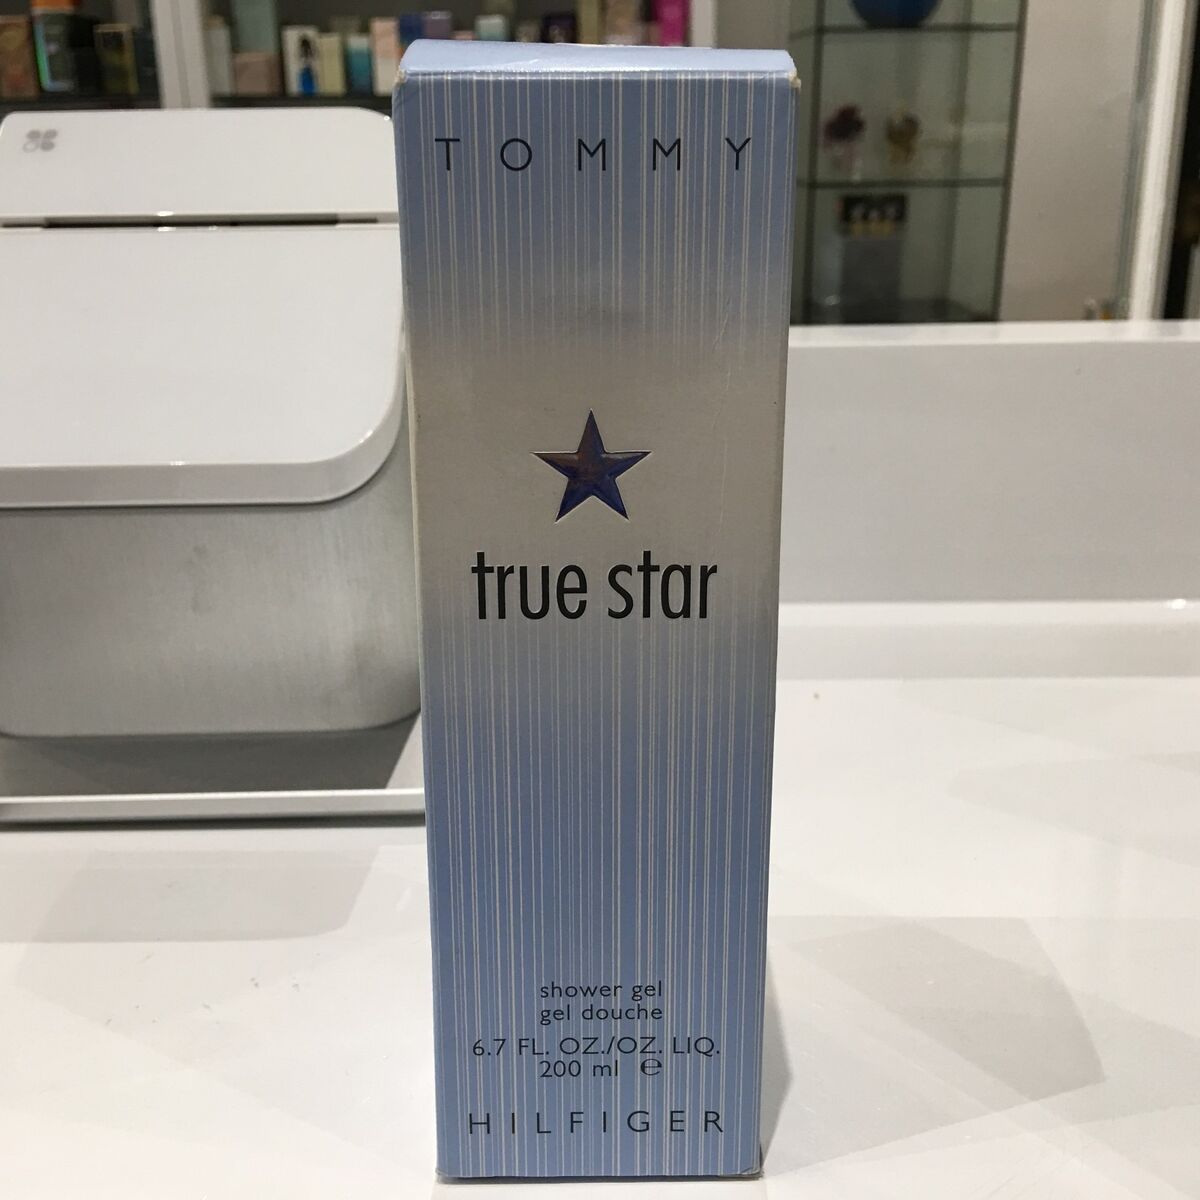 TOMMY
true star
shower gel
gel douche
6.7 FL. OZ./OZ. LIQ.
200 ml ℮
HILFIGER